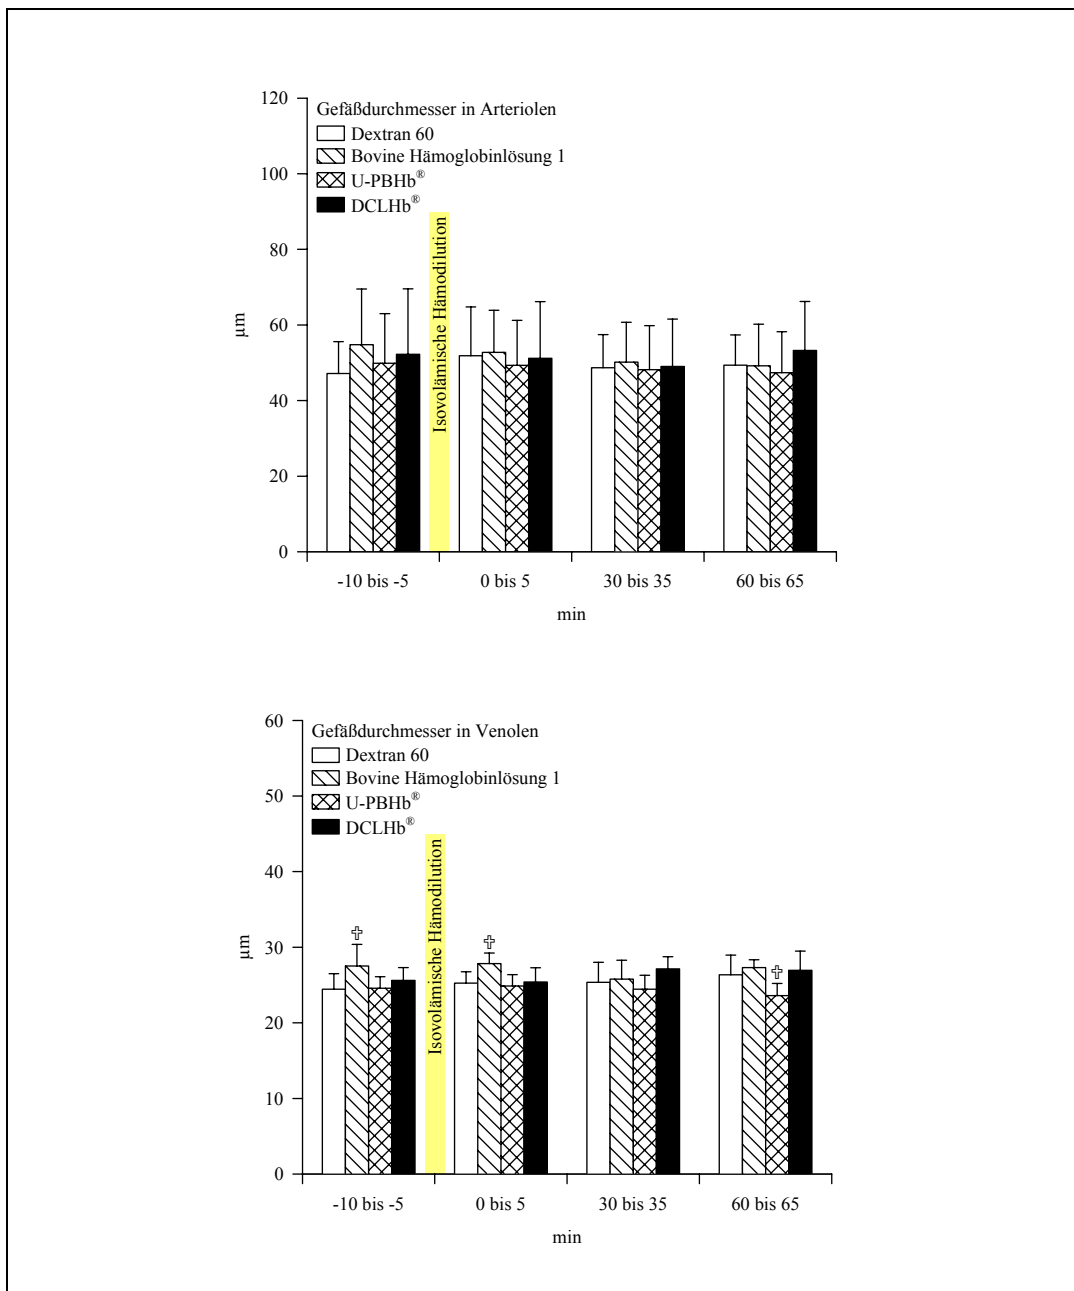 120
100
80
60
40
20
0
µm
Gefäßdurchmesser in Arteriolen
Dextran 60
Bovine Hämoglobinlösung 1
U-PBHb®
DCLHb®
Isovolämische Hämodilution
-10 bis -5 0 bis 5 30 bis 35 60 bis 65
min
60
50
40
30
20
10
0
µm
Gefäßdurchmesser in Venolen
Dextran 60
Bovine Hämoglobinlösung 1
U-PBHb®
DCLHb®
Isovolämische Hämodilution
✞ ✞ ✞
-10 bis -5 0 bis 5 30 bis 35 60 bis 65
min